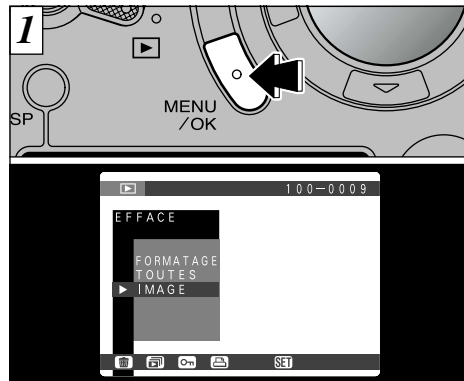 1
SP
MENU
/OK
100-0009
EFFACE
FORMATAGE
TOUTES
IMAGE
SET